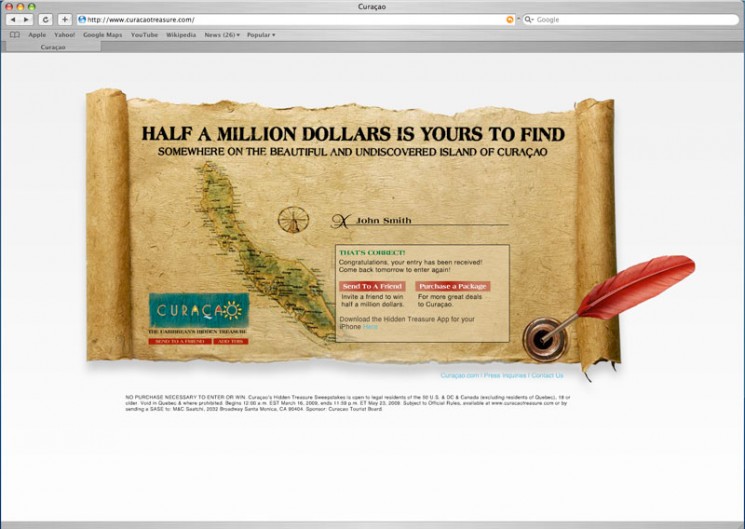 Curaçao
http://www.curacaotreasure.com/
Google
Apple Yahoo! Google Maps YouTube Wikipedia News (26) Popular
Curaçao
HALF A MILLION DOLLARS IS YOURS TO FIND
SOMEWHERE ON THE BEAUTIFUL AND UNDISCOVERED ISLAND OF CURAÇAO
X John Smith
THAT'S CORRECT!
Congratulations, your entry has been received!
Come back tomorrow to enter again!
Send To A Friend Purchase a Package
Invite a friend to win For more great deals
half a million dollars. to Curaçao.
Download the Hidden Treasure App for your
iPhone Here
CURAÇAO
THE CARIBBEAN'S HIDDEN TREASURE
SEND TO A FRIEND ADD THIS
Curaçao.com | Press Inquiries | Contact Us
NO PURCHASE NECESSARY TO ENTER OR WIN. Curaçao's Hidden Treasure Sweepstakes is open to legal residents of the 50 U.S. & DC & Canada (excluding residents of Quebec), 18 or
older. Void in Quebec & where prohibited. Begins 12:00 a.m. EST March 16, 2009, ends 11:59 p.m. ET May 23, 2009. Subject to Official Rules, available at www.curacaotreasure.com or by
sending a SASE to: M&C Saatchi, 2032 Broadway Santa Monica, CA 90404. Sponsor: Curacao Tourist Board